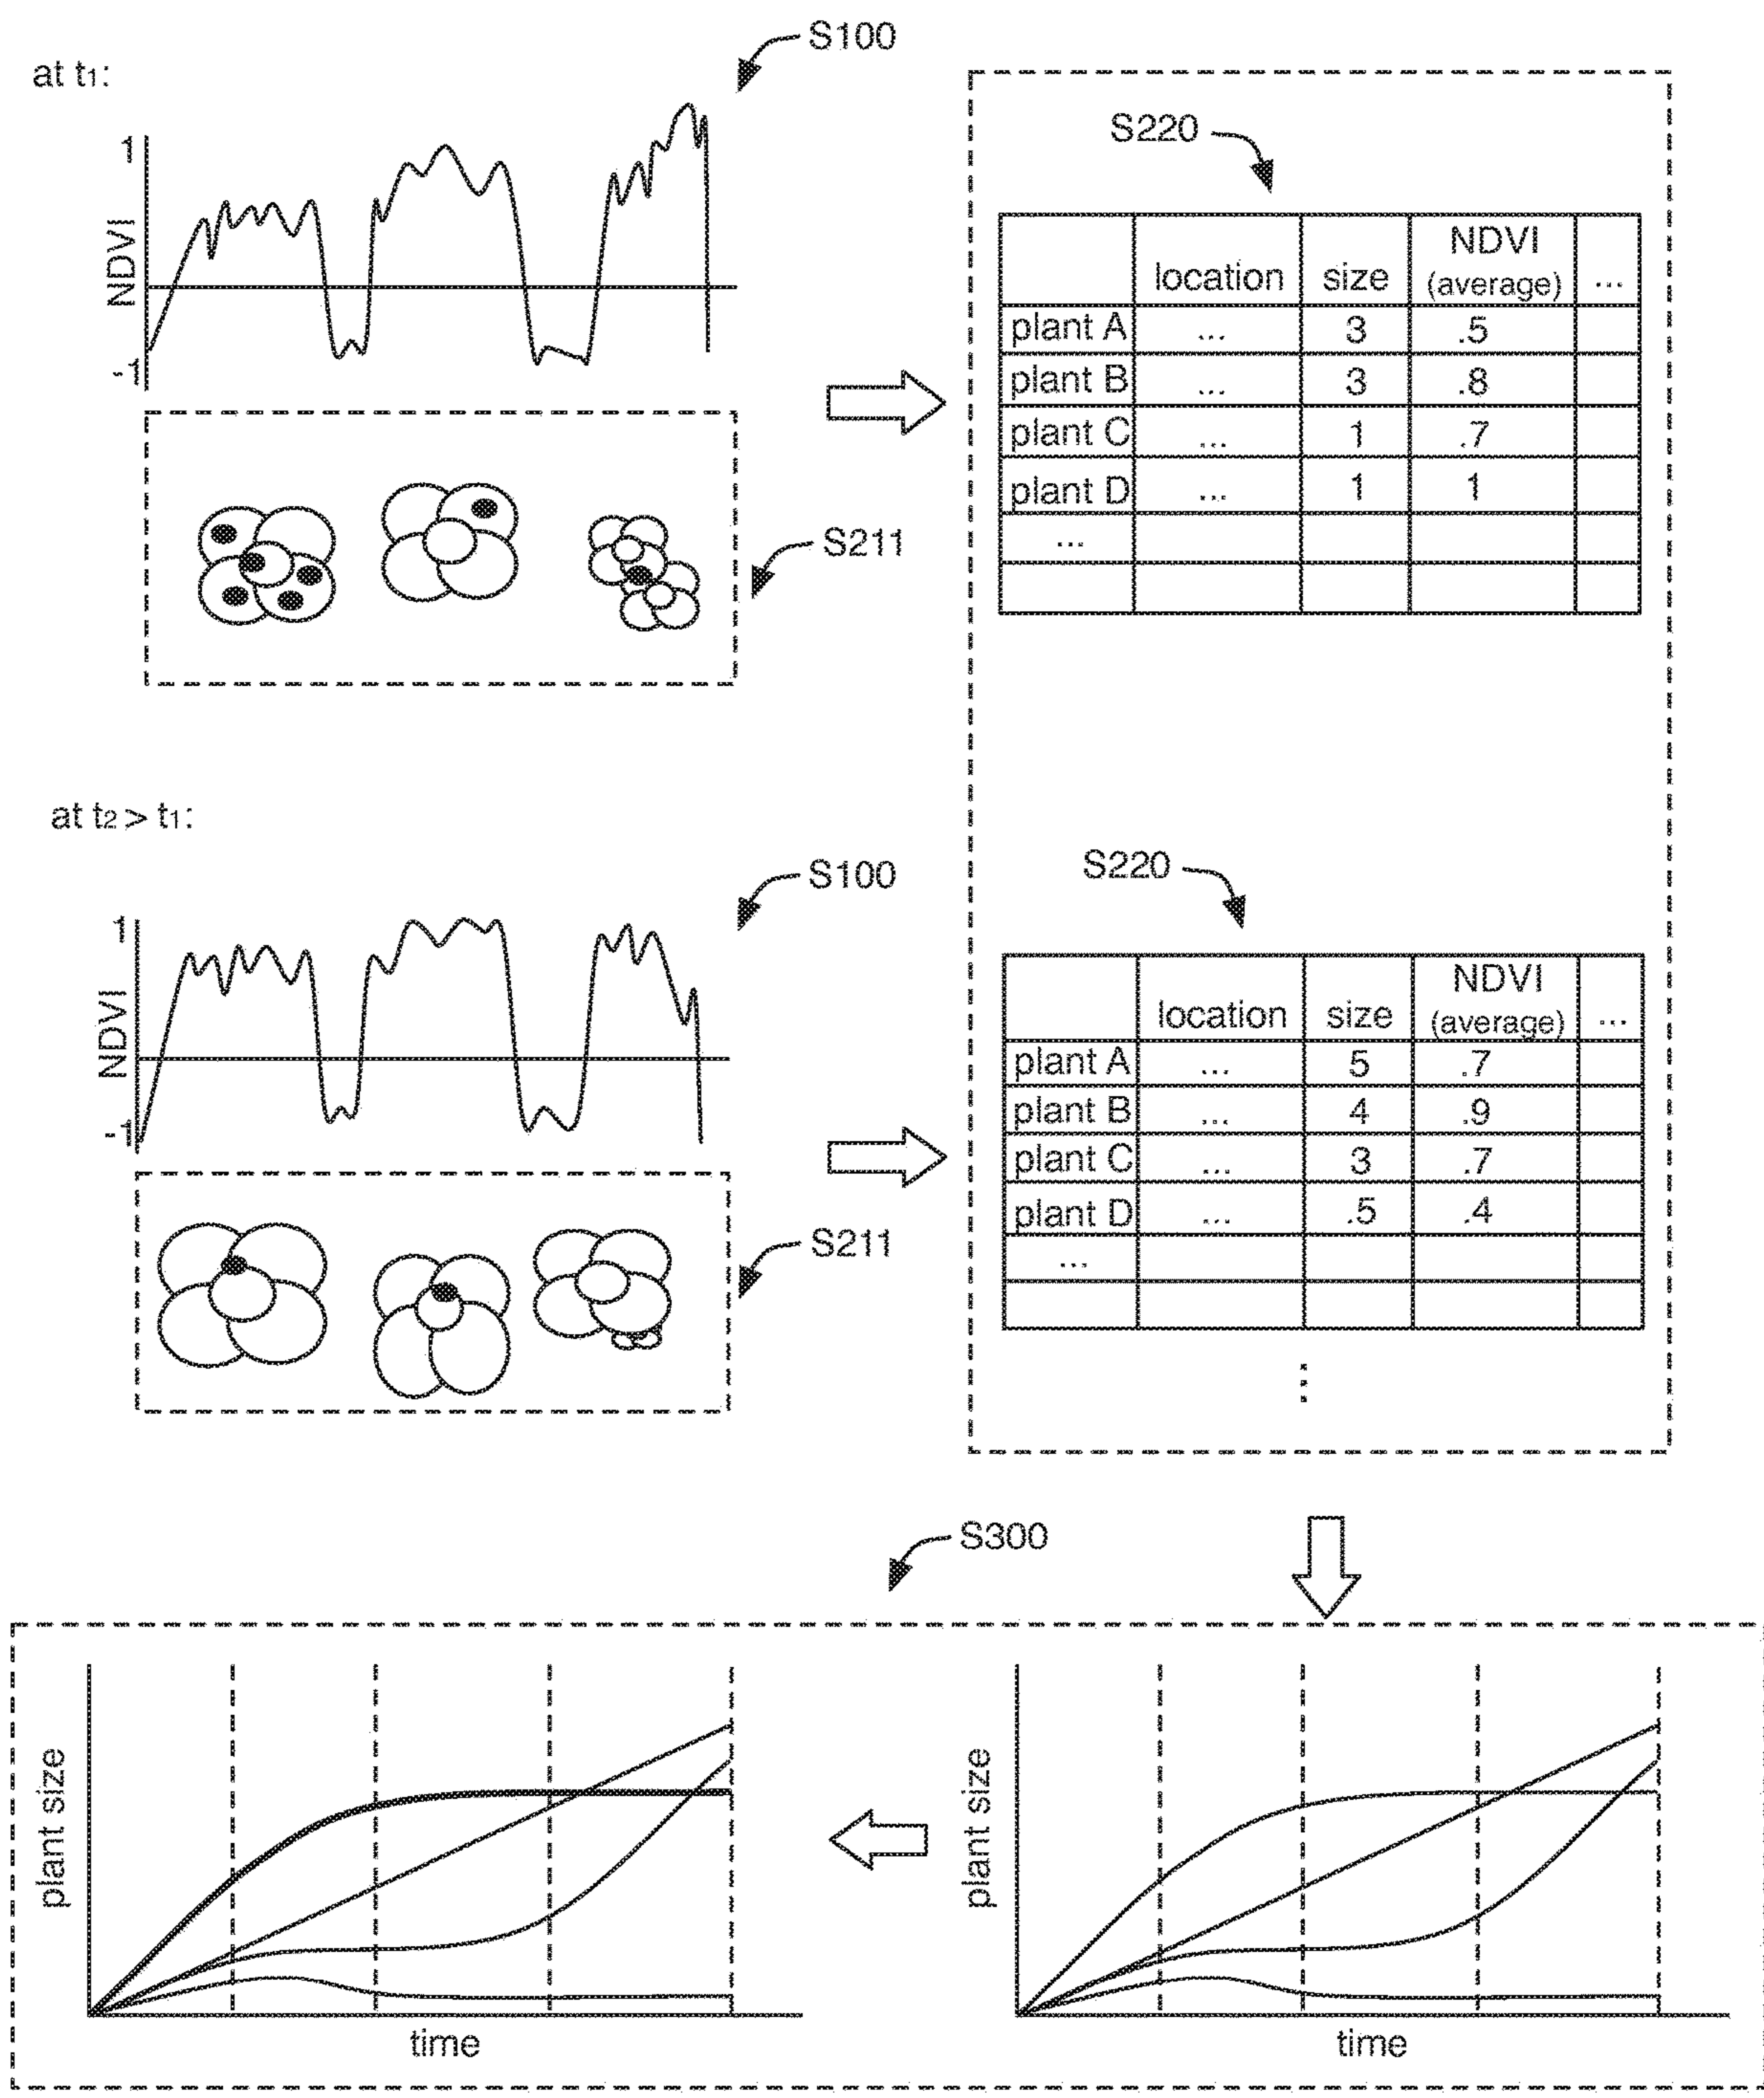 S100
at t1:
1
NDVI
-1
S211
S220
NDVI
location size (average) ...
plant A ... 3 .5
plant B ... 3 .8
plant C ... 1 .7
plant D ... 1 1
...
at t2 > t1:
S100
1
NDVI
-1
S211
S220
NDVI
location size (average) ...
plant A ... 5 .7
plant B ... 4 .9
plant C ... 3 .7
plant D ... .5 .4
...
S300
plant size
time
plant size
time